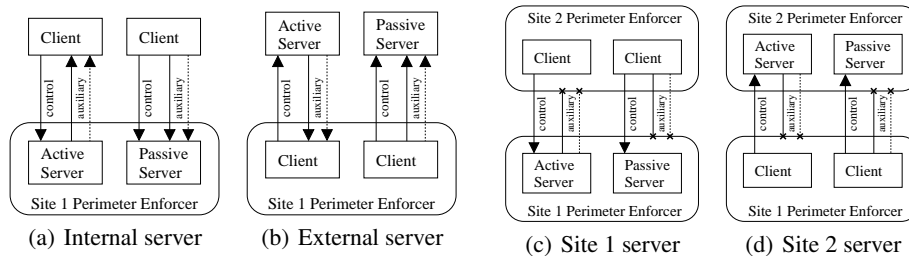 Client
Client
control
auxiliary
control
auxiliary
Active
Server
Passive
Server
Site 1 Perimeter Enforcer
(a) Internal server
Active
Server
Passive
Server
control
auxiliary
control
auxiliary
Client
Client
Site 1 Perimeter Enforcer
(b) External server
Site 2 Perimeter Enforcer
Client
Client
control
auxiliary
control
auxiliary
Active
Server
Passive
Server
Site 1 Perimeter Enforcer
(c) Site 1 server
Site 2 Perimeter Enforcer
Active
Server
Passive
Server
control
auxiliary
control
auxiliary
Client
Client
Site 1 Perimeter Enforcer
(d) Site 2 server